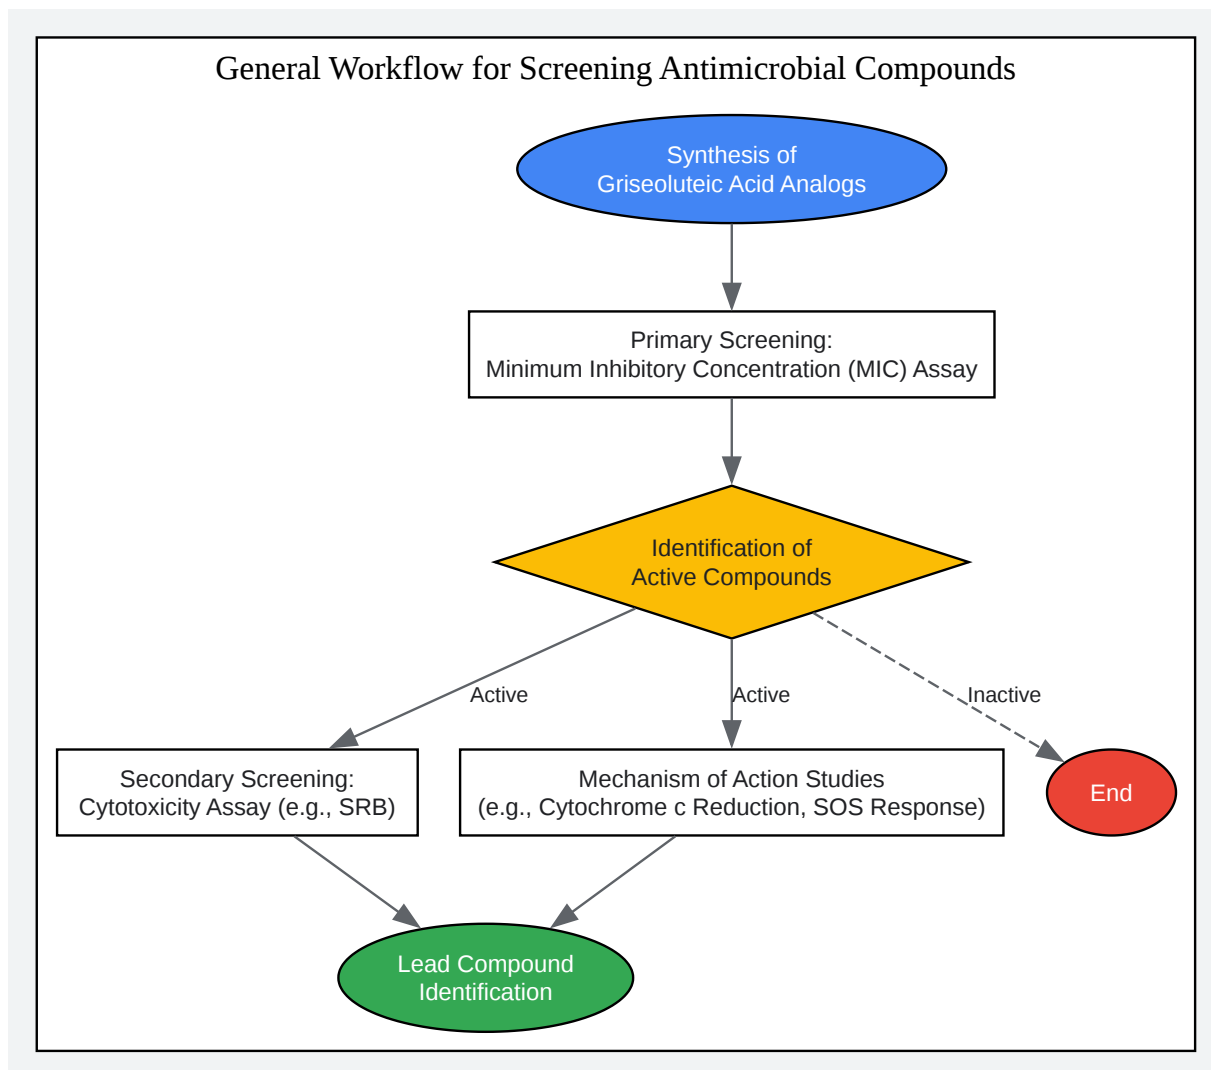 General Workflow for Screening Antimicrobial Compounds
Synthesis of
Griseoluteic Acid Analogs
Primary Screening:
Minimum Inhibitory Concentration (MIC) Assay
Identification of
Active Compounds
Active
Active
Inactive
Secondary Screening:
Cytotoxicity Assay (e.g., SRB)
Mechanism of Action Studies
(e.g., Cytochrome c Reduction, SOS Response)
End
Lead Compound
Identification